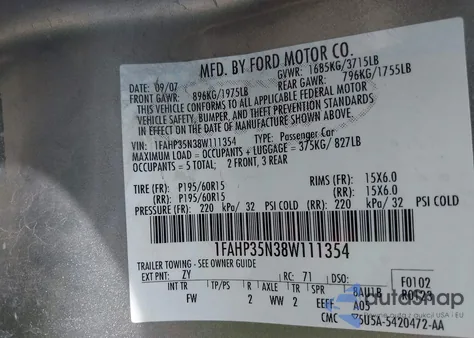 MFD. BY FORD MOTOR CO.
DATE: 09/07 GVWR: 1685KG/3715LB
FRONT GAWR: 896KG/1975LB REAR GAWR: 796KG/1755LB
THIS VEHICLE CONFORMS TO ALL APPLICABLE FEDERAL MOTOR
VEHICLE SAFETY, BUMPER, AND THEFT PREVENTION STANDARDS
IN EFFECT ON THE DATE OF MANUFACTURE SHOWN ABOVE.
VIN: 1FAHP35N38W111354 TYPE: Passenger Car
MAXIMUM LOAD = OCCUPANTS + LUGGAGE = 375KG/ 827LB
OCCUPANTS = 5 TOTAL, 2 FRONT, 3 REAR
TIRE (FR): P195/60R15 RIMS (FR): 15X6.0
(RR): P195/60R15 (RR): 15X6.0
PRESSURE (FR): 220 kPa/ 32 PSI COLD (RR): 220 kPa/ 32 PSI COLD
1FAHP35N38W111354
TRAILER TOWING - SEE OWNER GUIDE
EXT PNT: ZY RC: 71 DSO: F0102
INT TR TP/PS R AXLE TR SPR BAU1B R0523
FW 2 WW 2 EEFF A05
CMC
5U5A-5420472-AA
autosnap